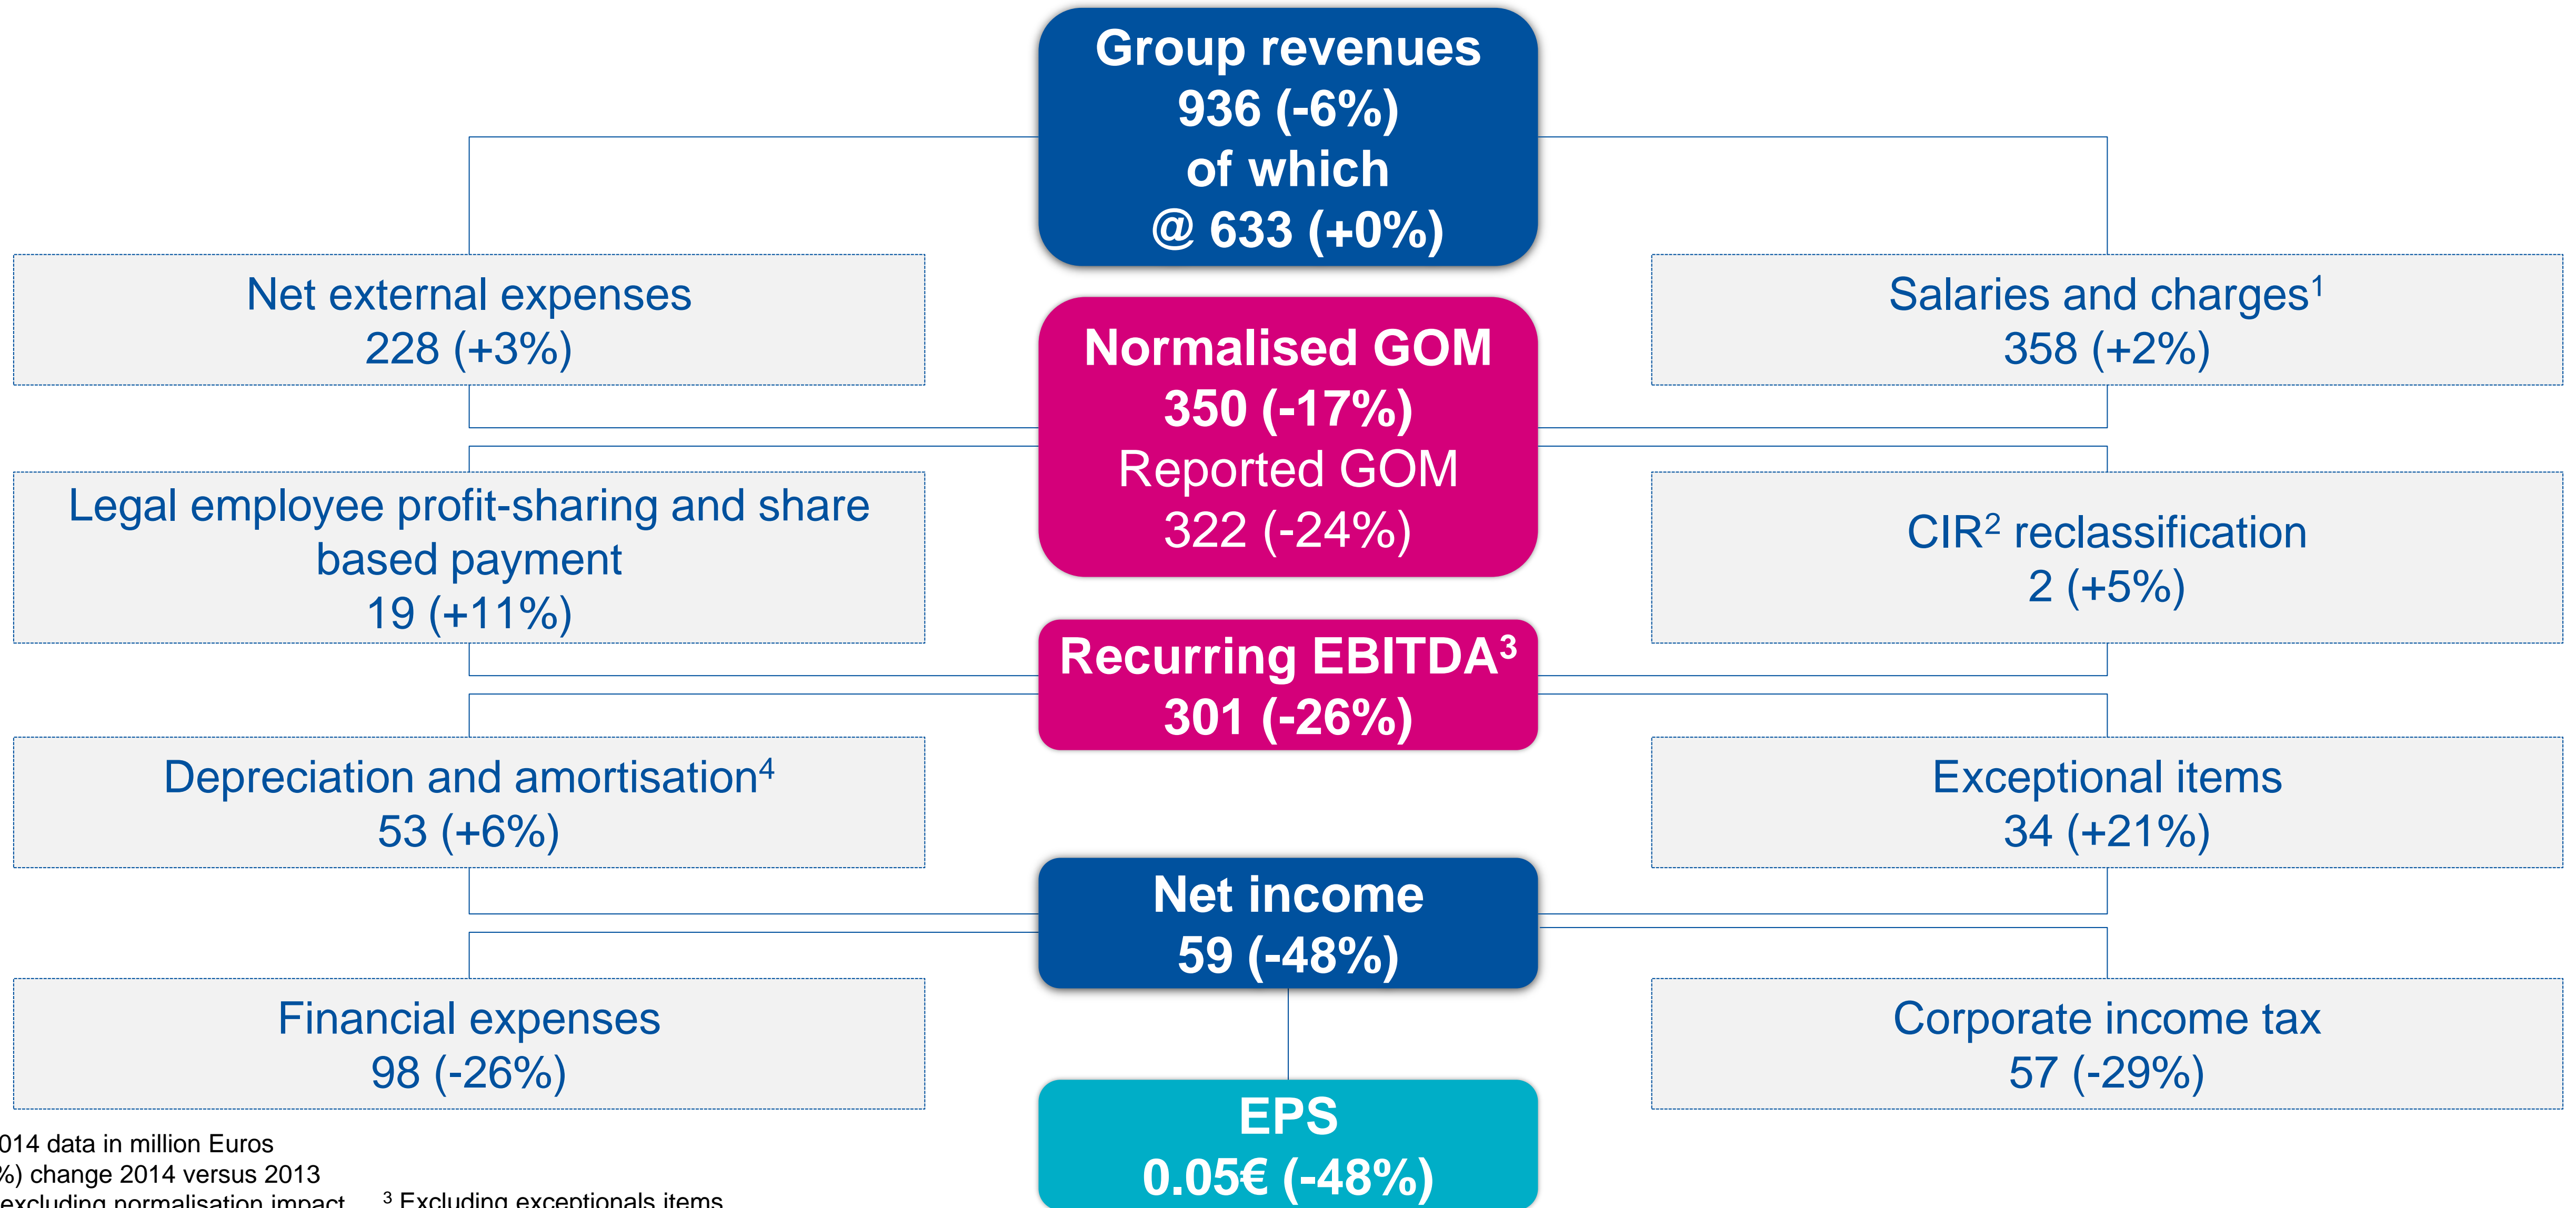 Group revenues
936 (-6%)
of which
@ 633 (+0%)
Net external expenses
228 (+3%)
Salaries and charges¹
358 (+2%)
Normalised GOM
350 (-17%)
Reported GOM
322 (-24%)
Legal employee profit-sharing and share
based payment
19 (+11%)
CIR² reclassification
2 (+5%)
Recurring EBITDA³
301 (-26%)
Depreciation and amortisation⁴
53 (+6%)
Exceptional items
34 (+21%)
Net income
59 (-48%)
Financial expenses
98 (-26%)
Corporate income tax
57 (-29%)
EPS
0.05€ (-48%)
014 data in million Euros
%) change 2014 versus 2013
excluding normalisation impact
³ Excluding exceptionals items